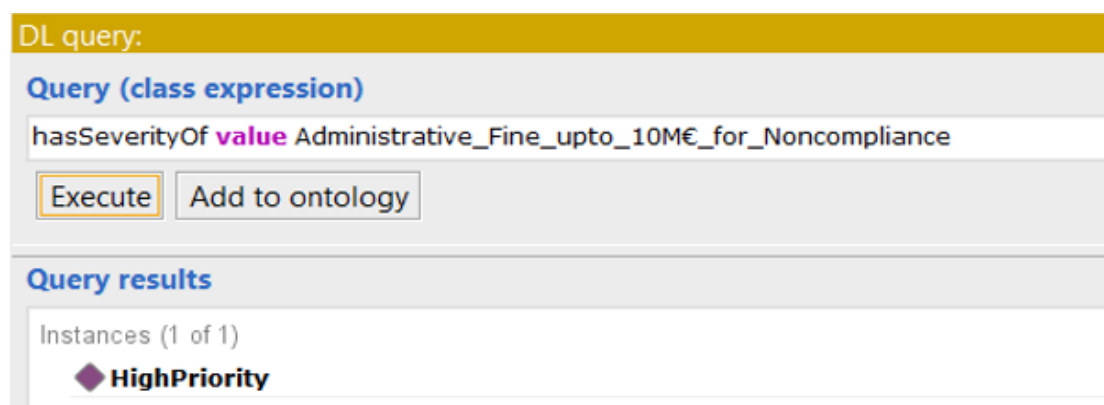 DL query:
Query (class expression)
hasSeverityOf value Administrative_Fine_upto_10M€_for_Noncompliance
Execute Add to ontology
Query results
Instances (1 of 1)
HighPriority